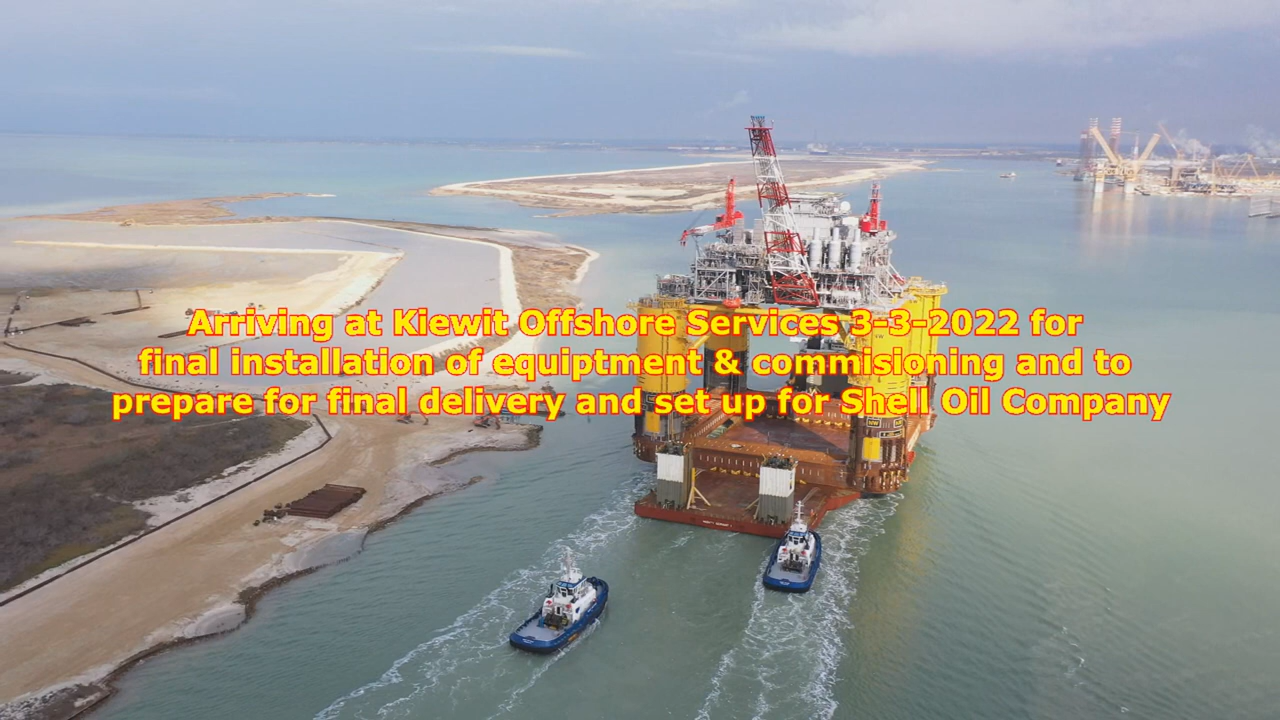 Arriving at Kiewit Offshore Services 3-3-2022 for
final installation of equiptment & commisioning and to
prepare for final delivery and set up for Shell Oil Company